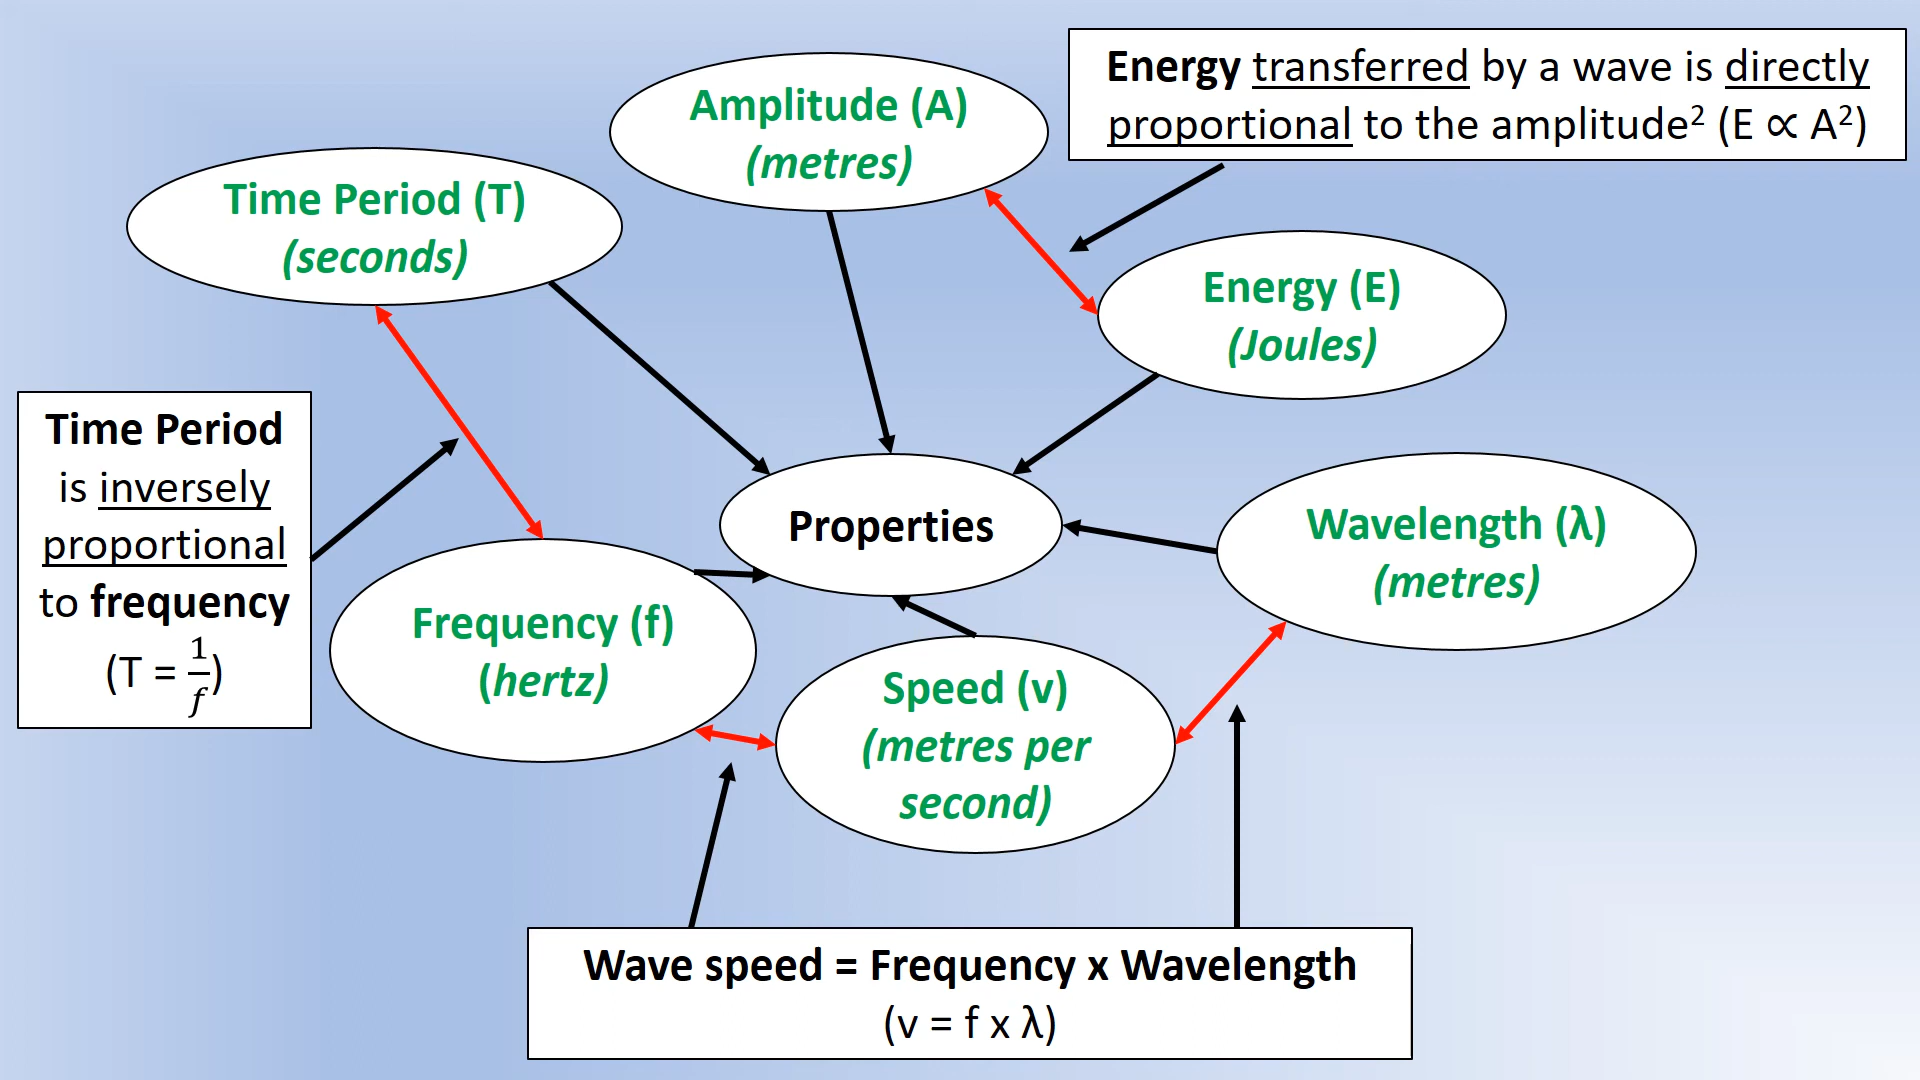 Amplitude (A)
(metres)
Energy transferred by a wave is directly
proportional to the amplitude² (E ∝ A²)
Time Period (T)
(seconds)
Energy (E)
(Joules)
Time Period
is inversely
proportional
to frequency
(T = 1/f)
Properties
Wavelength (λ)
(metres)
Frequency (f)
(hertz)
Speed (v)
(metres per
second)
Wave speed = Frequency x Wavelength
(v = f x λ)